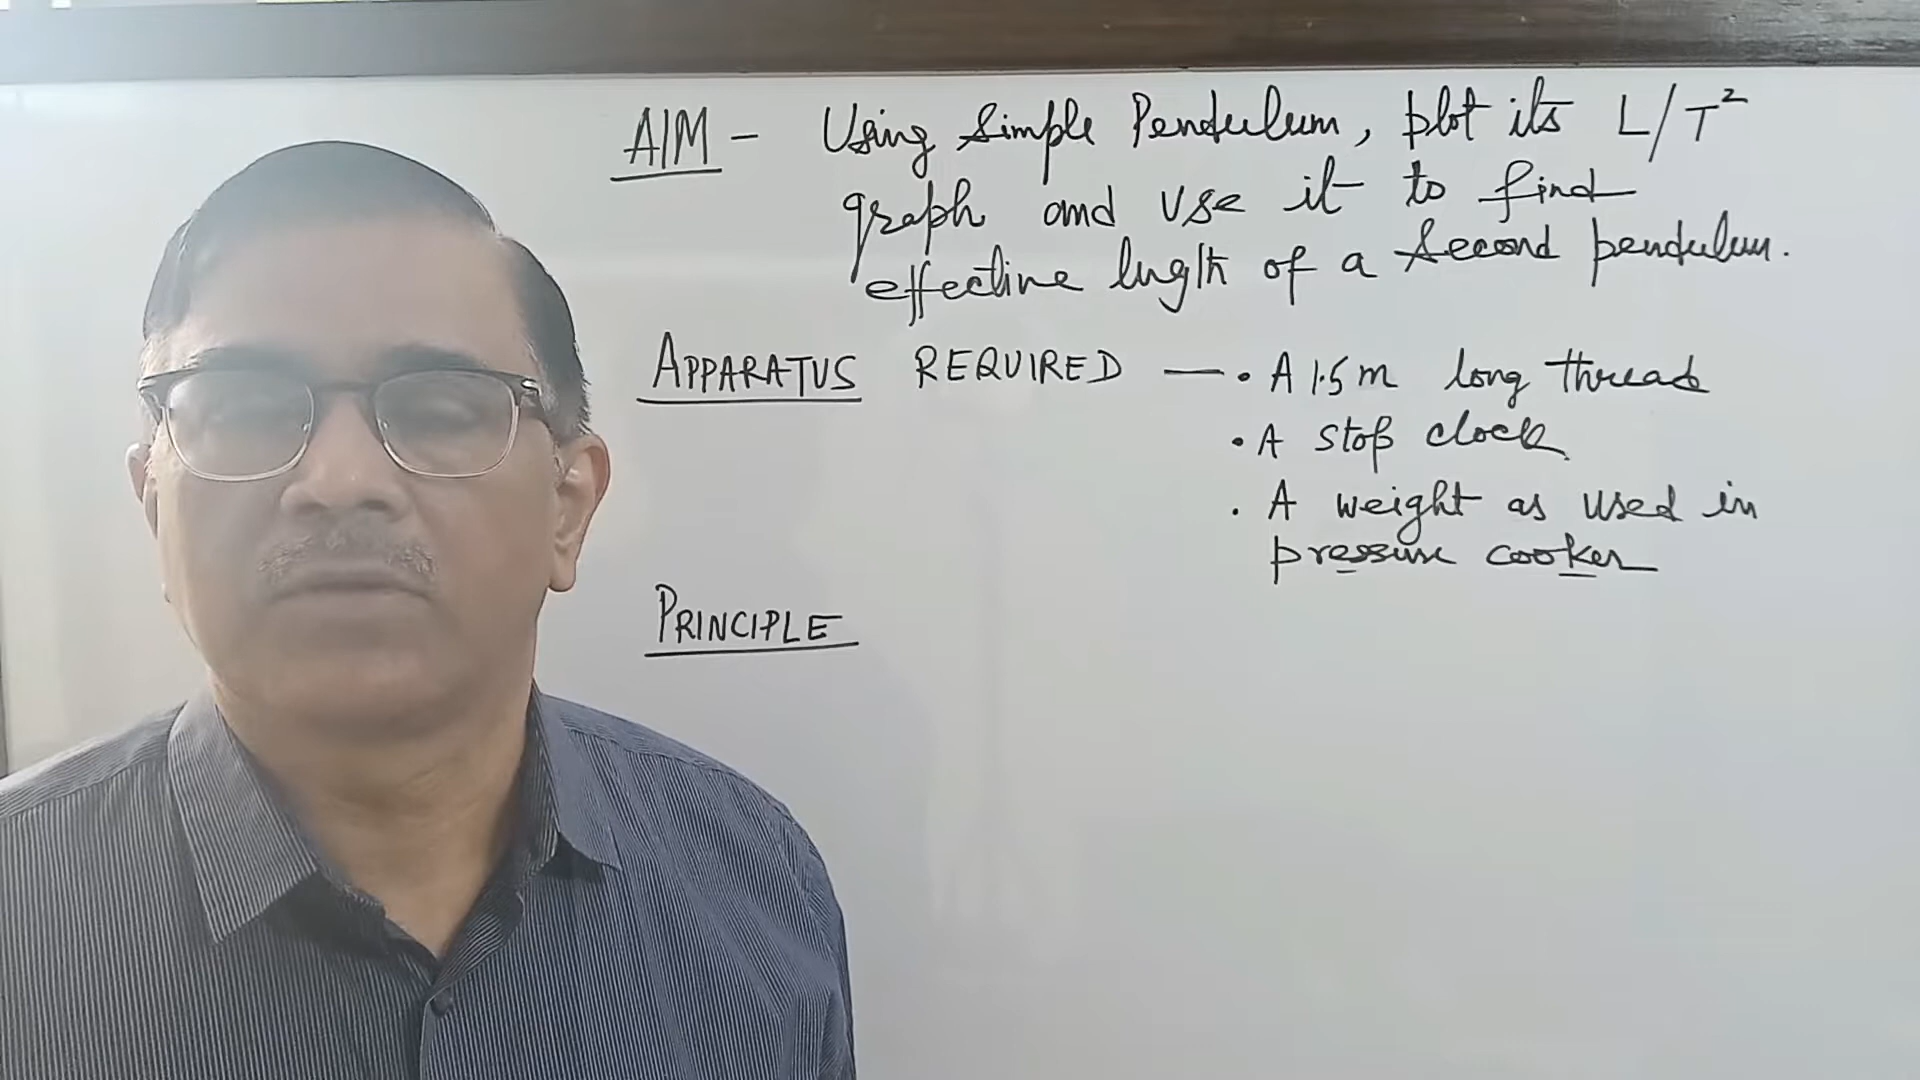 AIM - Using Simple Pendulum, plot its L/T²
graph and use it to find
effective length of a second pendulum.
APPARATUS REQUIRED — • A 1.5m long thread
• A stop clock
• A weight as used in
pressure cooker
PRINCIPLE